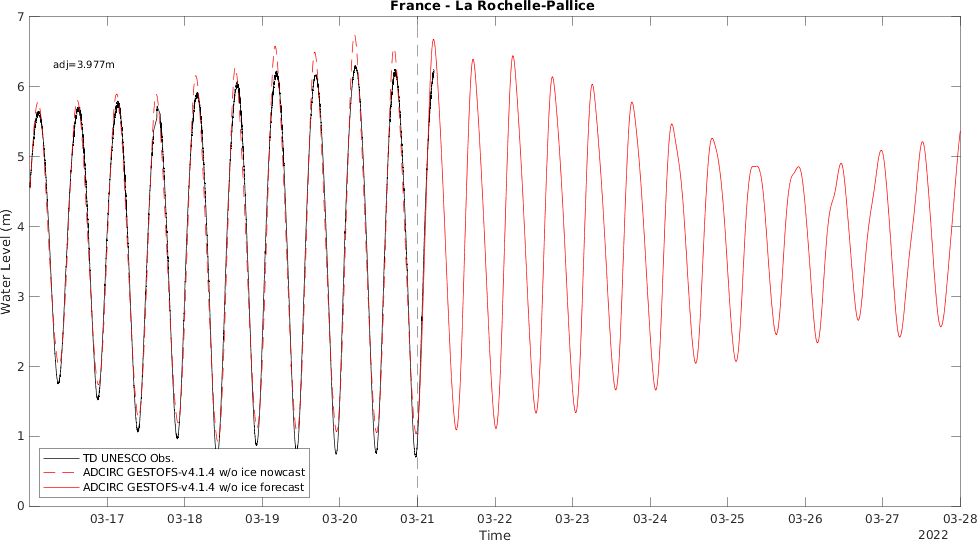 France - La Rochelle-Pallice
adj=3.977m
7
6
5
4
3
2
1
0
Water Level (m)
TD UNESCO Obs.
ADCIRC GESTOFS-v4.1.4 w/o ice nowcast
ADCIRC GESTOFS-v4.1.4 w/o ice forecast
03-17 03-18 03-19 03-20 03-21 03-22 03-23 03-24 03-25 03-26 03-27 03-28
Time
2022